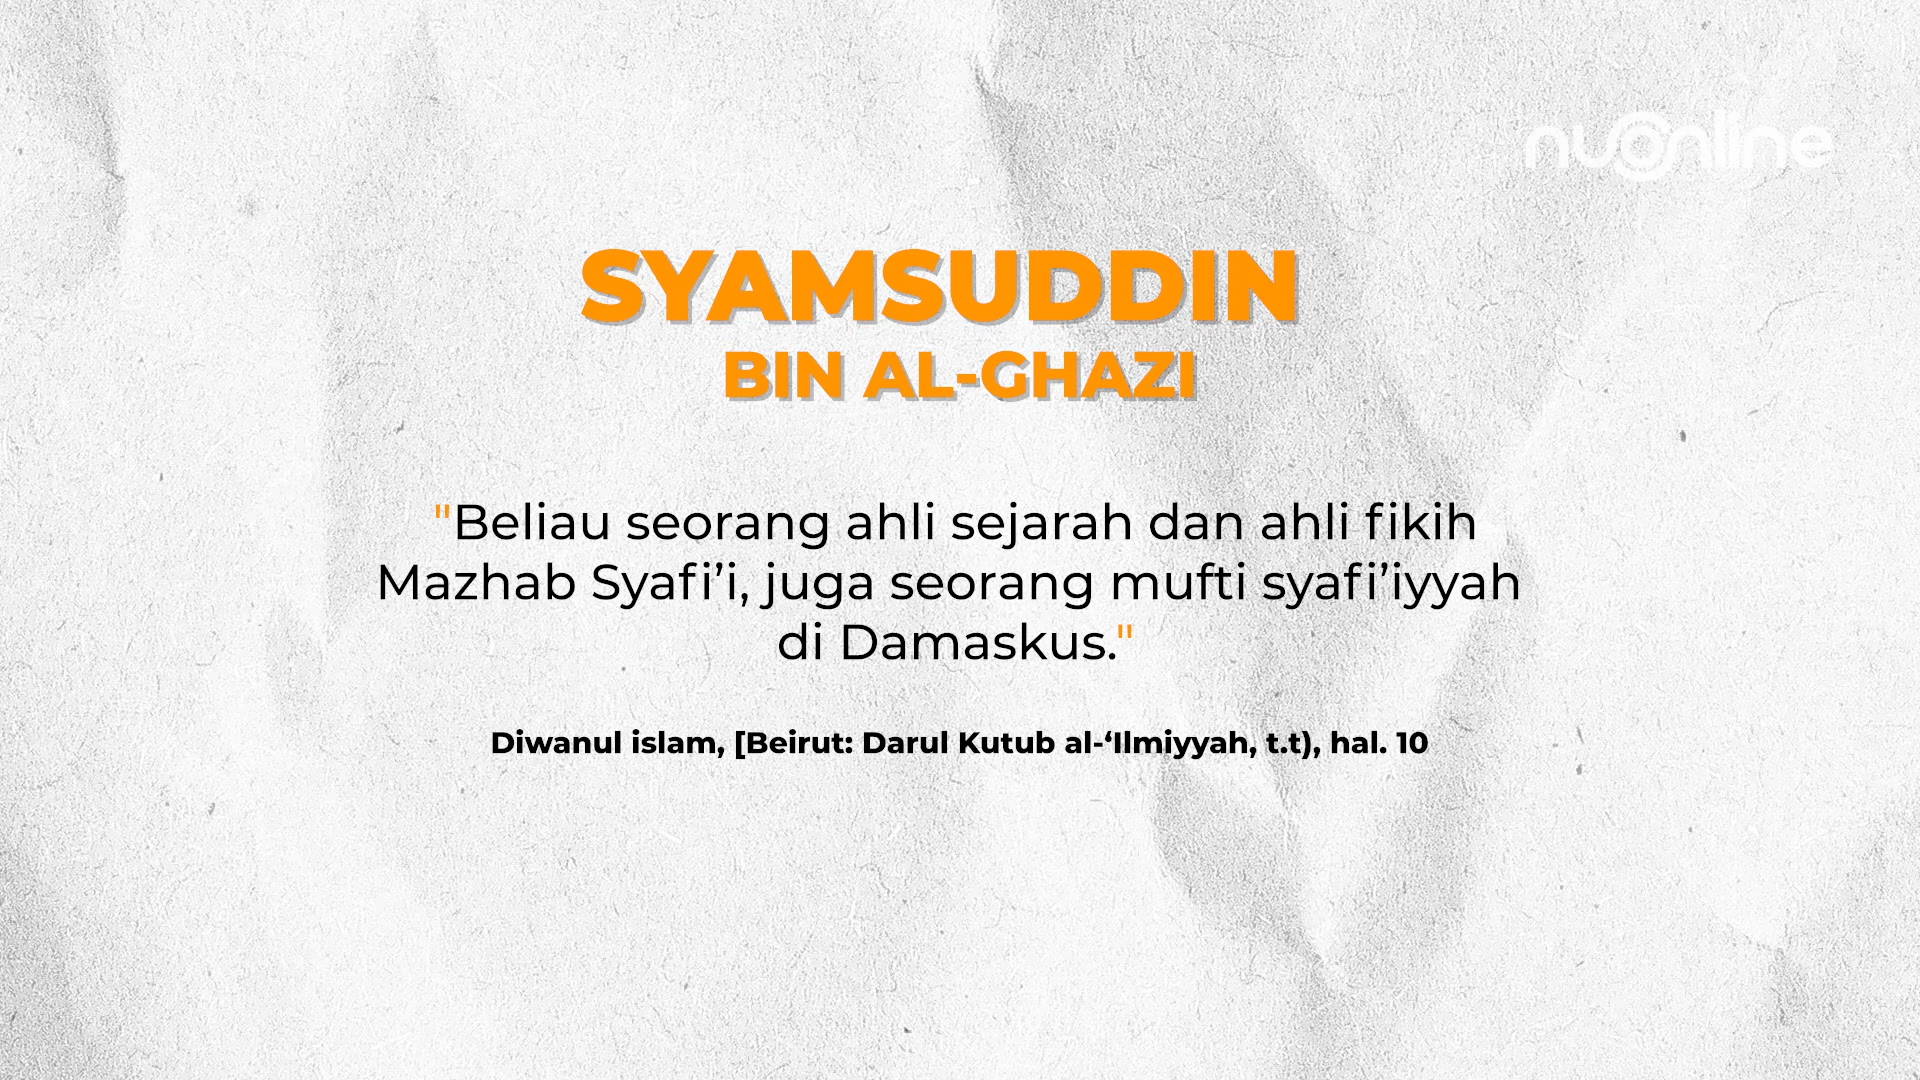 nuonline
SYAMSUDDIN
BIN AL-GHAZI
"Beliau seorang ahli sejarah dan ahli fikih
Mazhab Syafi’i, juga seorang mufti syafi’iyyah
di Damaskus."
Diwanul islam, [Beirut: Darul Kutub al-‘Ilmiyyah, t.t), hal. 10